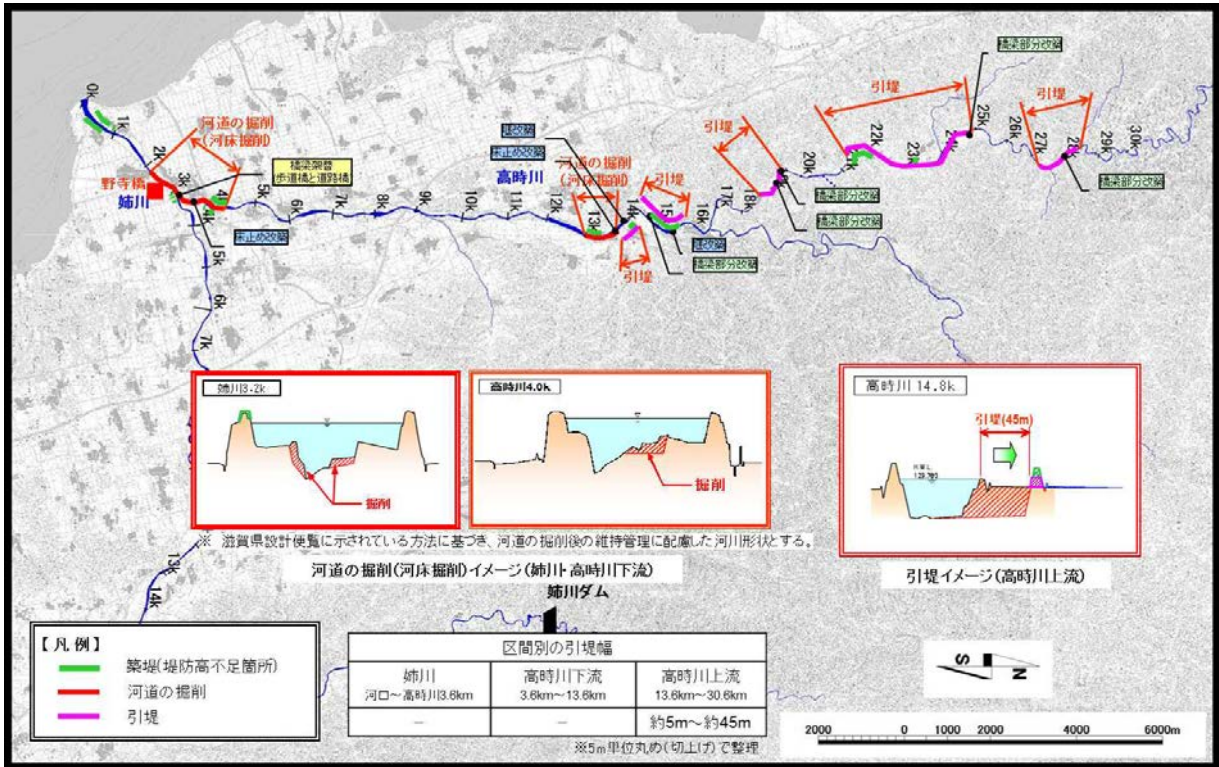 橋梁部分改築
引堤
引堤
25k
26k
27k
29k
30k
引堤
22k
23k
20k
橋梁部分改築
橋梁部分改築
橋梁部分改築
0k
1k
2k
河道の掘削
(河床掘削)
橋梁架替
歩道橋と道路橋
野寺橋
姉川
4k
5k
6k
7k
8k
9k
10k
11k
12k
13k
14k
15k
16k
17k
18k
高時川
床止め改築
河道の掘削
(河床掘削)
引堤
引堤
橋梁部分改築
床止め改築
4k
5k
6k
7k
13k
14k
姉川3.2k
掘削
高時川4.0k
掘削
高時川 14.8k
引堤(45m)
※ 滋賀県設計便覧に示されている方法に基づき、河道の掘削後の維持管理に配慮した河川形状とする。
河道の掘削(河床掘削)イメージ(姉川・高時川下流)
引堤イメージ(高時川上流)
姉川ダム
【凡例】
築堤(堤防高不足箇所)
河道の掘削
引堤
区間別の引堤幅
姉川 高時川下流 高時川上流
河口~高時川3.6km 3.6km~13.6km 13.6km~30.6km
- - 約5m~約45m
※5m単位丸め(切上げ)で整理
S N
2000 0 1000 2000 4000 6000m